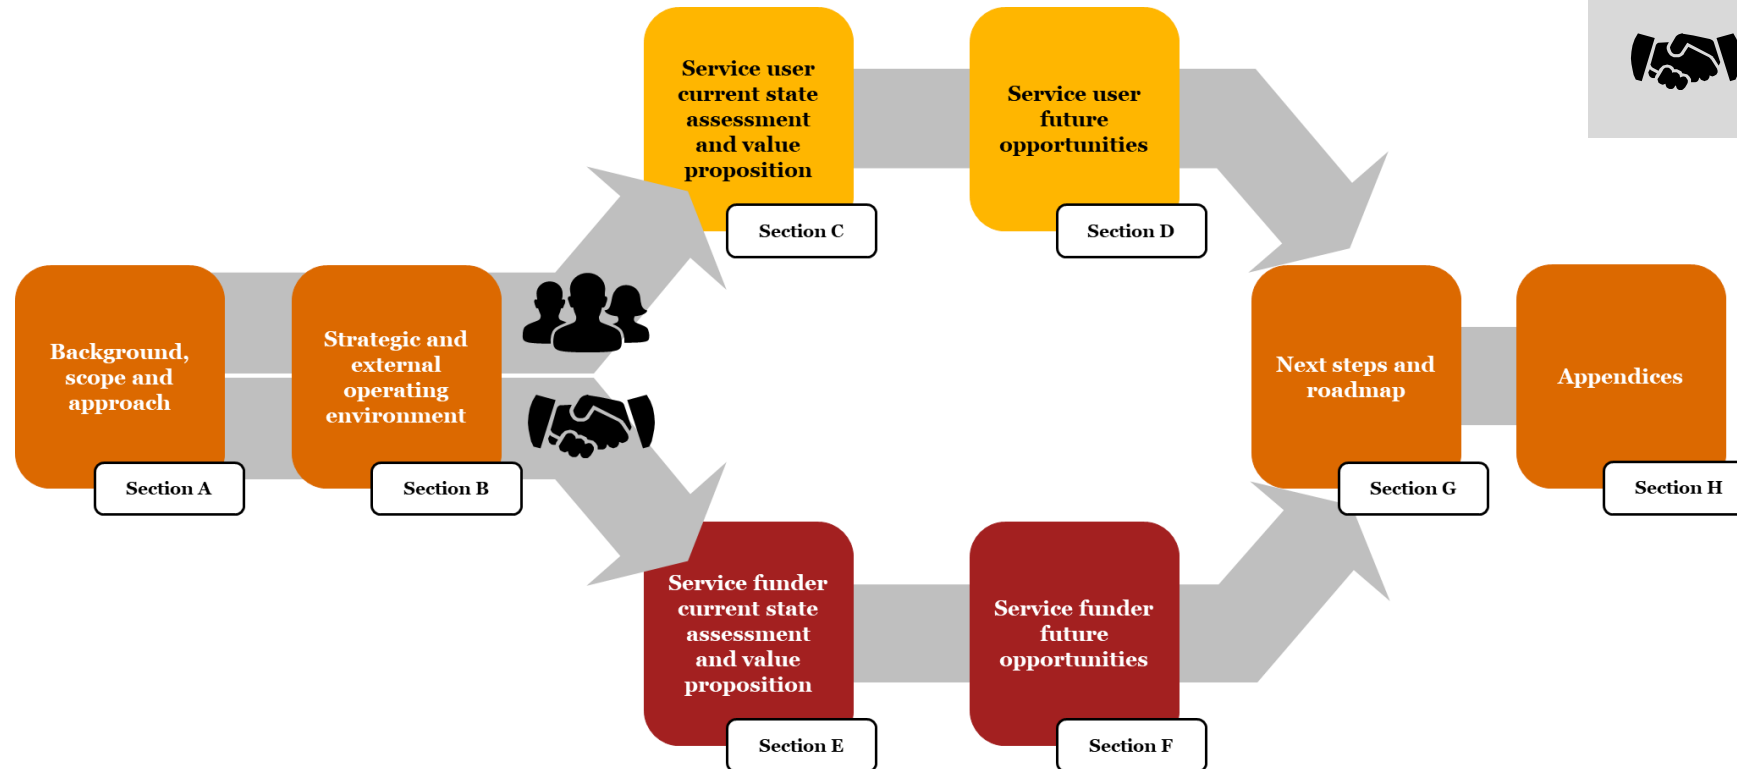 Background,
scope and
approach
Section A
Strategic and
external
operating
environment
Section B
Service user
current state
assessment
and value
proposition
Section C
Service user
future
opportunities
Section D
Service funder
current state
assessment
and value
proposition
Section E
Service funder
future
opportunities
Section F
Next steps and
roadmap
Section G
Appendices
Section H